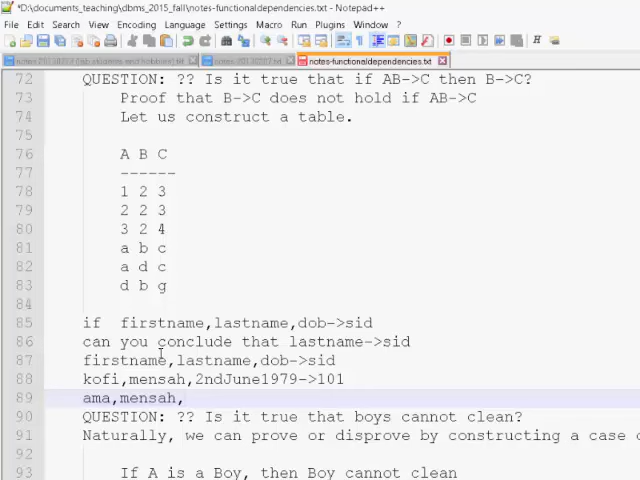 *D:\documents_teaching\dbms_2015_fall\notes-functionaldependencies.txt - Notepad++
File Edit Search View Encoding Language Settings Macro Run Plugins Window ?
notes-functionaldependencies.txt
72 QUESTION: ?? Is it true that if AB->C then B->C?
73 Proof that B->C does not hold if AB->C
74 Let us construct a table.
75
76 A B C
77 ------
78 1 2 3
79 2 2 3
80 3 2 4
81 a b c
82 a d c
83 d b g
84
85 if firstname,lastname,dob->sid
86 can you conclude that lastname->sid
87 firstname,lastname,dob->sid
88 kofi,mensah,2ndJune1979->101
89 ama,mensah,
90 QUESTION: ?? Is it true that boys cannot clean?
91 Naturally, we can prove or disprove by constructing a case
92
93 If A is a Boy, then Boy cannot clean